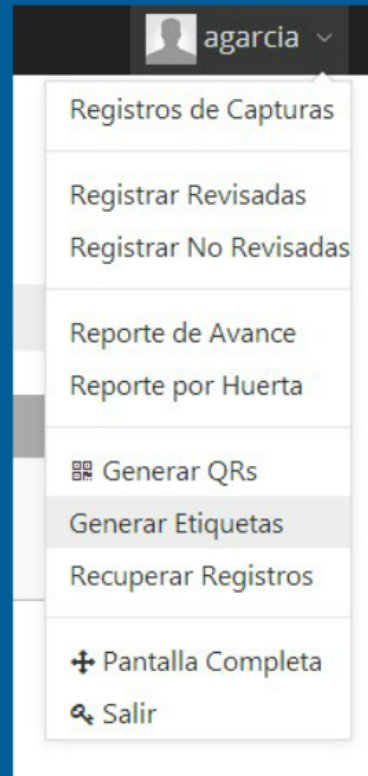 agarcia
Registros de Capturas
Registrar Revisadas
Registrar No Revisadas
Reporte de Avance
Reporte por Huerta
Generar QRs
Generar Etiquetas
Recuperar Registros
Pantalla Completa
Salir